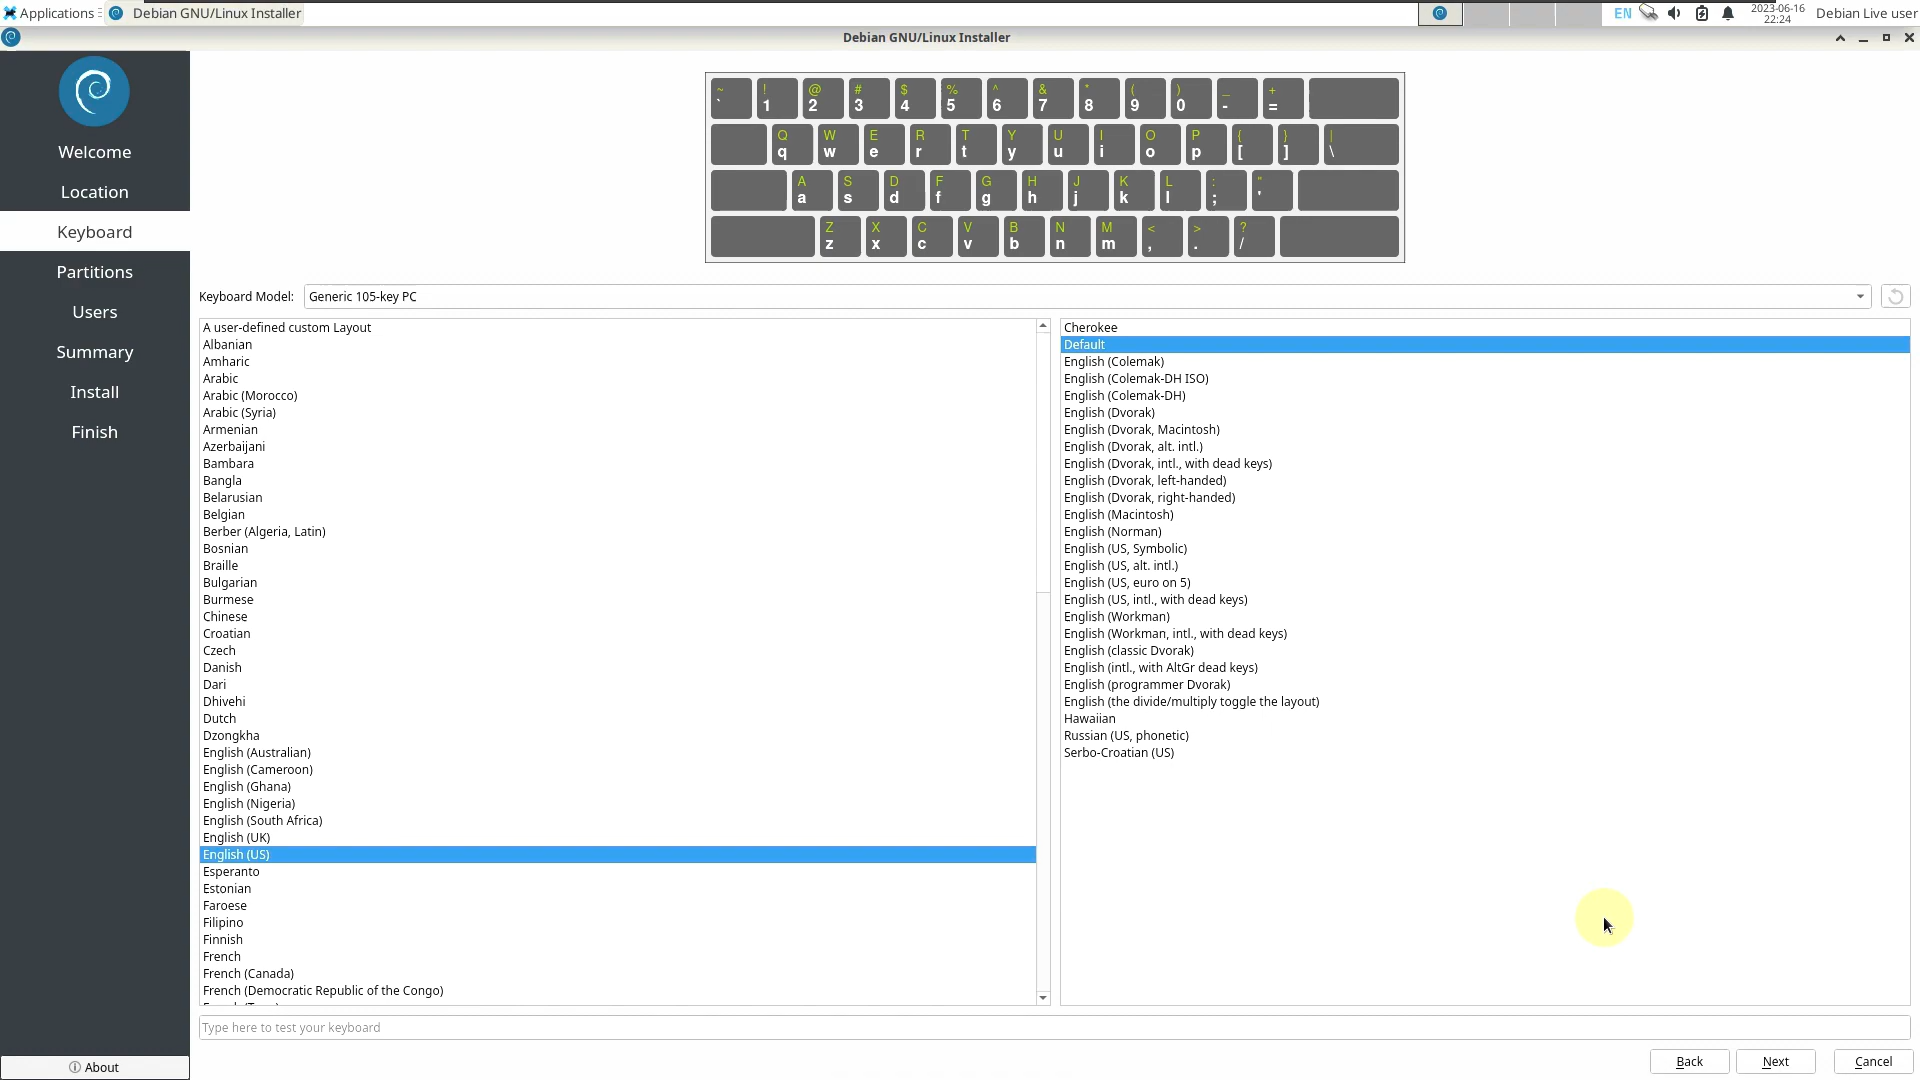 Applications
Debian GNU/Linux Installer
EN
2023-06-16
22:24
Debian Live user
Debian GNU/Linux Installer
Welcome
Location
Keyboard
Partitions
Users
Summary
Install
Finish
About
~ ! @ # $ % ^ & * ( ) _ +
` 1 2 3 4 5 6 7 8 9 0 - =
Q W E R T Y U I O P { } |
q w e r t y u i o p [ ] \
A S D F G H J K L : "
a s d f g h j k l ; '
Z X C V B N M < > ?
z x c v b n m , . /
Keyboard Model: Generic 105-key PC
A user-defined custom Layout
Albanian
Amharic
Arabic
Arabic (Morocco)
Arabic (Syria)
Armenian
Azerbaijani
Bambara
Bangla
Belarusian
Belgian
Berber (Algeria, Latin)
Bosnian
Braille
Bulgarian
Burmese
Chinese
Croatian
Czech
Danish
Dari
Dhivehi
Dutch
Dzongkha
English (Australian)
English (Cameroon)
English (Ghana)
English (Nigeria)
English (South Africa)
English (UK)
English (US)
Esperanto
Estonian
Faroese
Filipino
Finnish
French
French (Canada)
French (Democratic Republic of the Congo)
Cherokee
Default
English (Colemak)
English (Colemak-DH ISO)
English (Colemak-DH)
English (Dvorak)
English (Dvorak, Macintosh)
English (Dvorak, alt. intl.)
English (Dvorak, intl., with dead keys)
English (Dvorak, left-handed)
English (Dvorak, right-handed)
English (Macintosh)
English (Norman)
English (US, Symbolic)
English (US, alt. intl.)
English (US, euro on 5)
English (US, intl., with dead keys)
English (Workman)
English (Workman, intl., with dead keys)
English (classic Dvorak)
English (intl., with AltGr dead keys)
English (programmer Dvorak)
English (the divide/multiply toggle the layout)
Hawaiian
Russian (US, phonetic)
Serbo-Croatian (US)
Type here to test your keyboard
Back
Next
Cancel